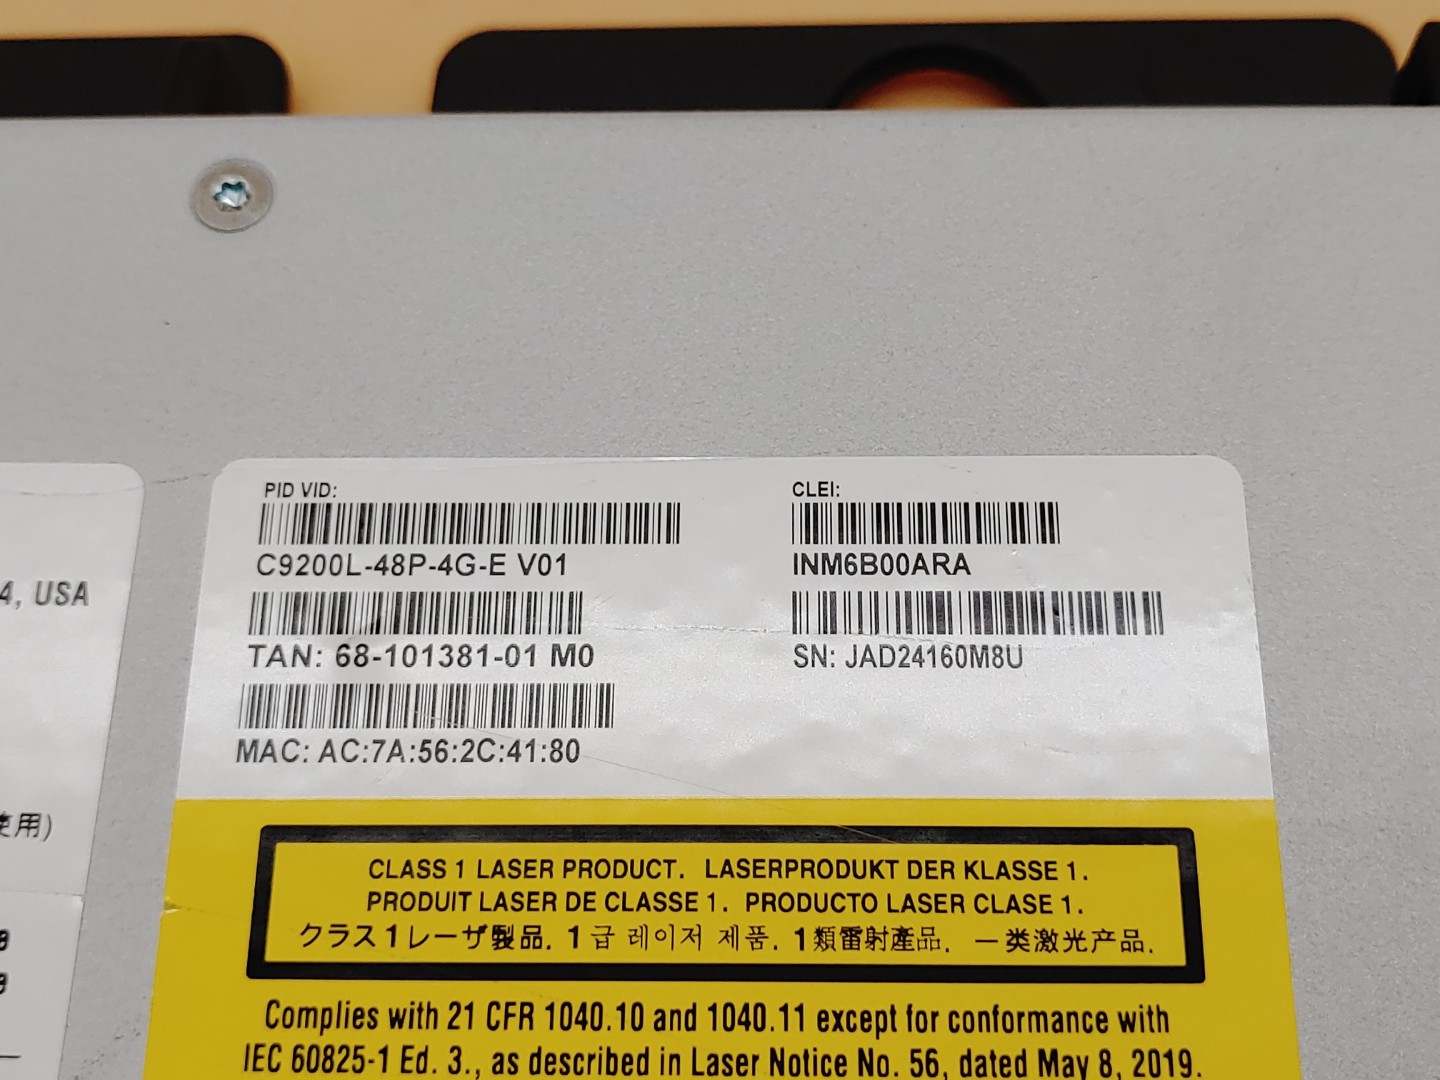 PID VID:
C9200L-48P-4G-E V01
TAN: 68-101381-01 M0
MAC: AC:7A:56:2C:41:80
CLEI:
INM6B00ARA
SN: JAD24160M8U
4, USA
使用)
CLASS 1 LASER PRODUCT. LASERPRODUKT DER KLASSE 1.
PRODUIT LASER DE CLASSE 1. PRODUCTO LASER CLASE 1.
クラス1レーザ製品. 1급 레이저 제품. 1類雷射產品. 一类激光产品.
Complies with 21 CFR 1040.10 and 1040.11 except for conformance with
IEC 60825-1 Ed. 3., as described in Laser Notice No. 56, dated May 8, 2019.